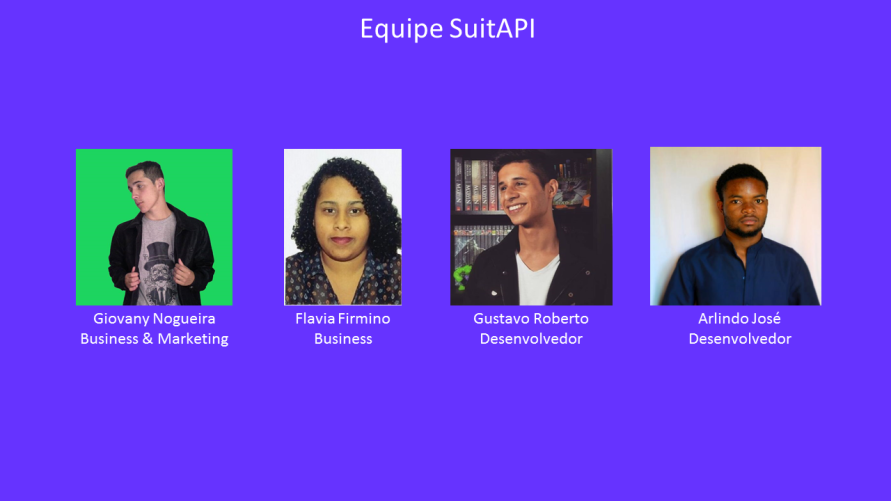 Equipe SuitAPI
Giovany Nogueira
Business & Marketing
Flavia Firmino
Business
Gustavo Roberto
Desenvolvedor
Arlindo José
Desenvolvedor